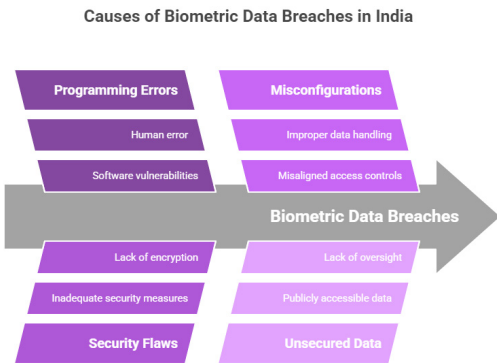 Causes of Biometric Data Breaches in India
Programming Errors
Human error
Software vulnerabilities
Misconfigurations
Improper data handling
Misaligned access controls
Biometric Data Breaches
Lack of encryption
Inadequate security measures
Security Flaws
Lack of oversight
Publicly accessible data
Unsecured Data